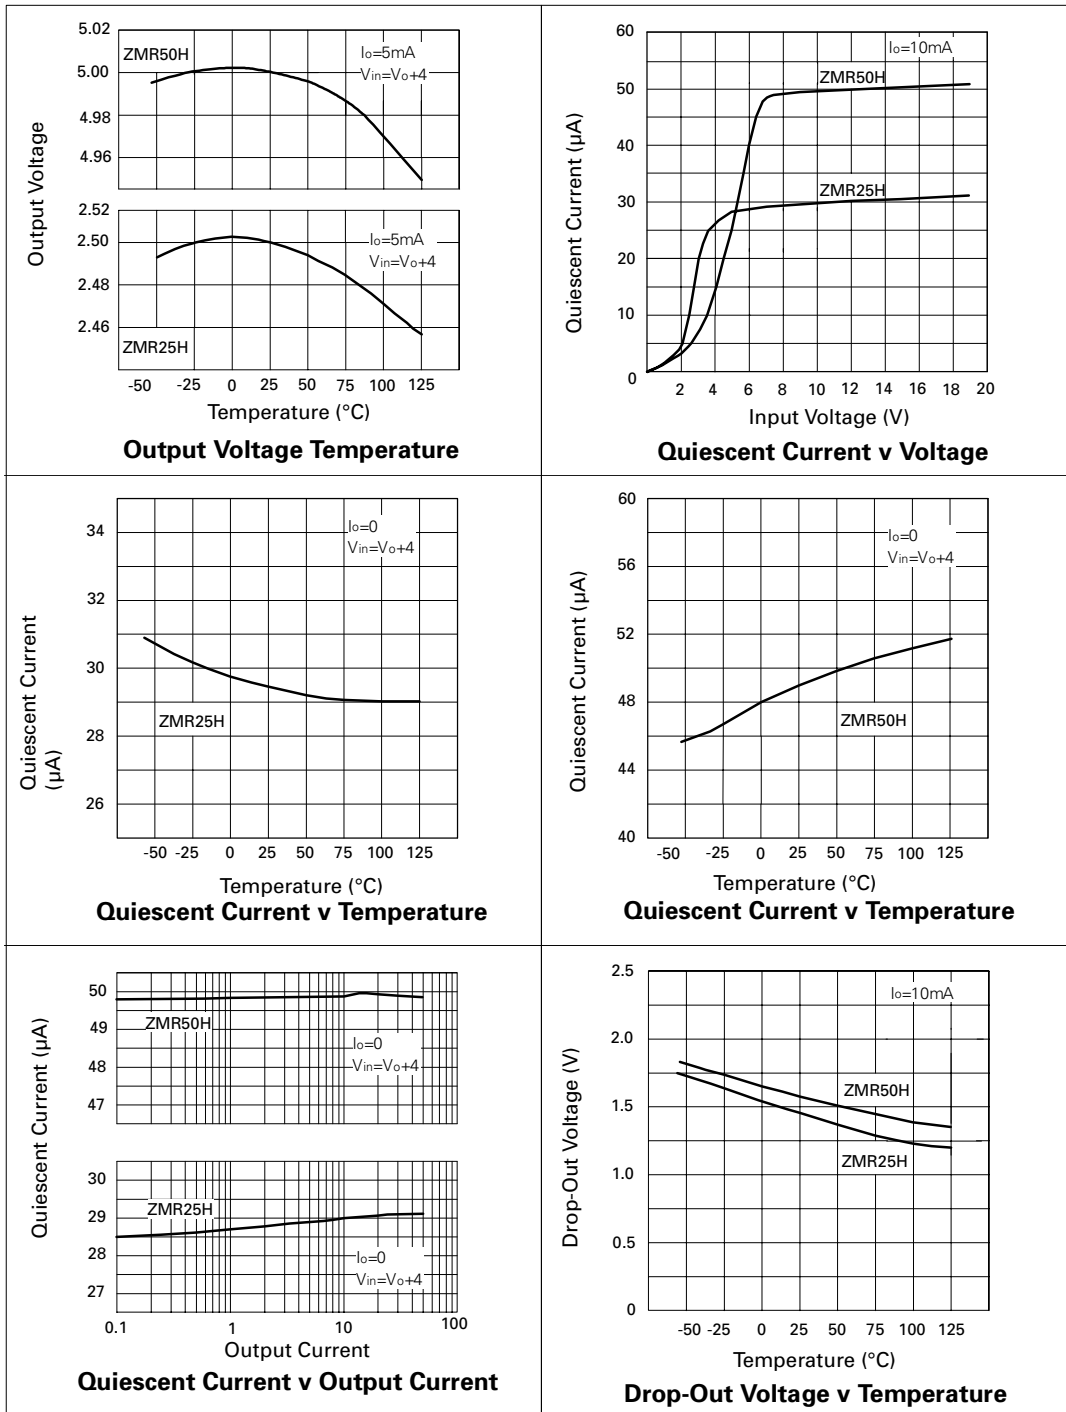 5.02
5.00
4.98
4.96
ZMR50H
Io=5mA
Vin=Vo+4
2.52
2.50
2.48
2.46
Io=5mA
Vin=Vo+4
ZMR25H
Output Voltage
-50 -25 0 25 50 75 100 125
Temperature (°C)
Output Voltage Temperature
60
50
40
30
20
10
0
Io=10mA
ZMR50H
ZMR25H
Quiescent Current (µA)
2 4 6 8 10 12 14 16 18 20
Input Voltage (V)
Quiescent Current v Voltage
34
32
30
28
26
Io=0
Vin=Vo+4
ZMR25H
Quiescent Current
(µA)
-50 -25 0 25 50 75 100 125
Temperature (°C)
Quiescent Current v Temperature
60
56
52
48
44
40
Io=0
Vin=Vo+4
ZMR50H
Quiescent Current (µA)
-50 0 25 50 75 100 125
Temperature (°C)
Quiescent Current v Temperature
50
49
48
47
ZMR50H
Io=0
Vin=Vo+4
30
29
28
27
ZMR25H
Io=0
Vin=Vo+4
Quiescent Current (µA)
0.1 1 10 100
Output Current
Quiescent Current v Output Current
2.5
2.0
1.5
1.0
0.5
0
Io=10mA
ZMR50H
ZMR25H
Drop-Out Voltage (V)
-50 -25 0 25 50 75 100 125
Temperature (°C)
Drop-Out Voltage v Temperature